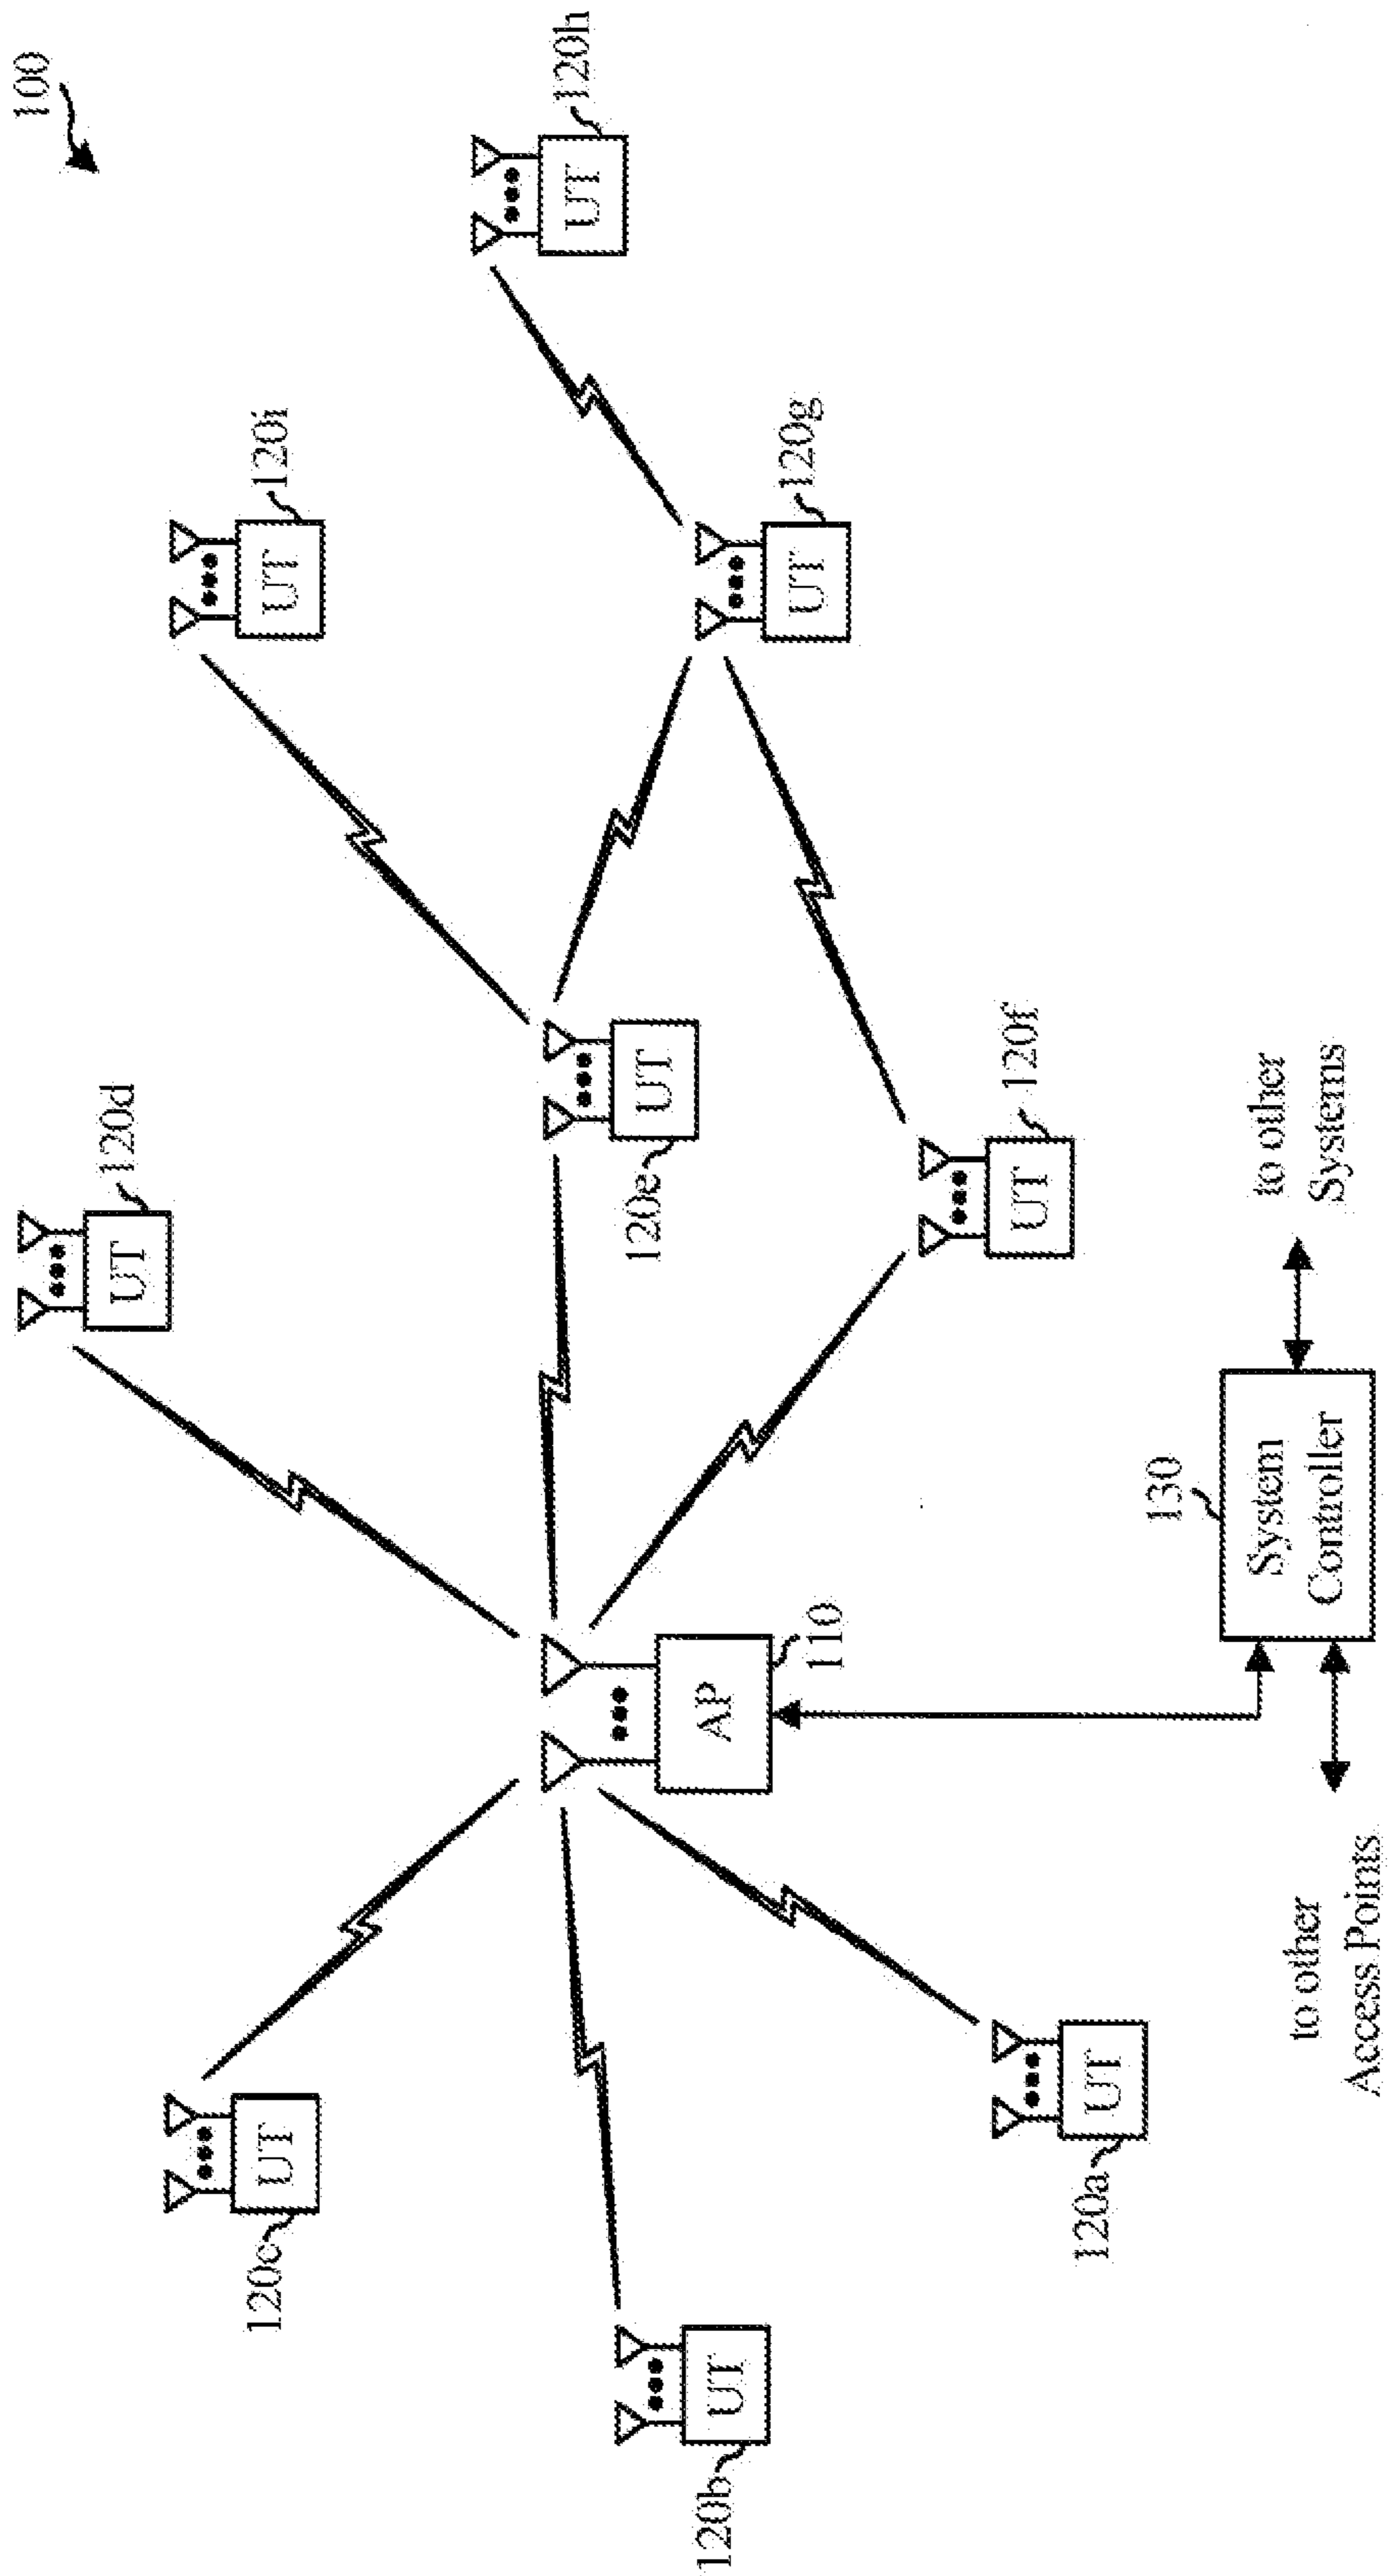 100
UT
120d
UT
120c
UT
120i
UT
120h
UT
120b
AP
110
UT
120e
UT
120g
UT
120a
UT
120f
130
System
Controller
to other
Access Points
to other
Systems